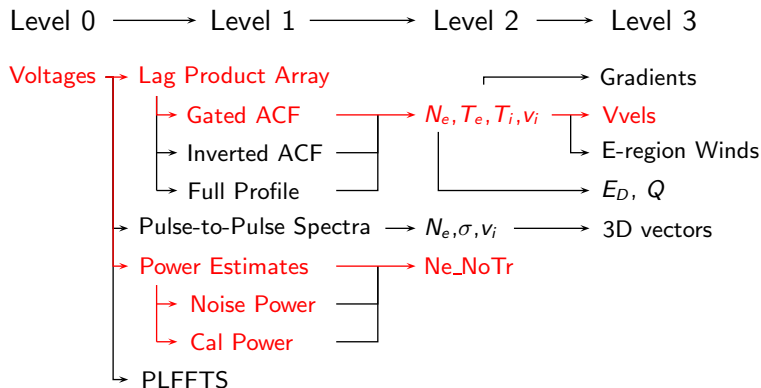 Level 0 Level 1 Level 2 Level 3
Gradients
Voltages Lag Product Array
Gated ACF N_e, T_e, T_i, v_i Vvels
Inverted ACF E-region Winds
Full Profile E_D, Q
Pulse-to-Pulse Spectra N_e,σ,v_i 3D vectors
Power Estimates Ne_NoTr
Noise Power
Cal Power
PLFFTS